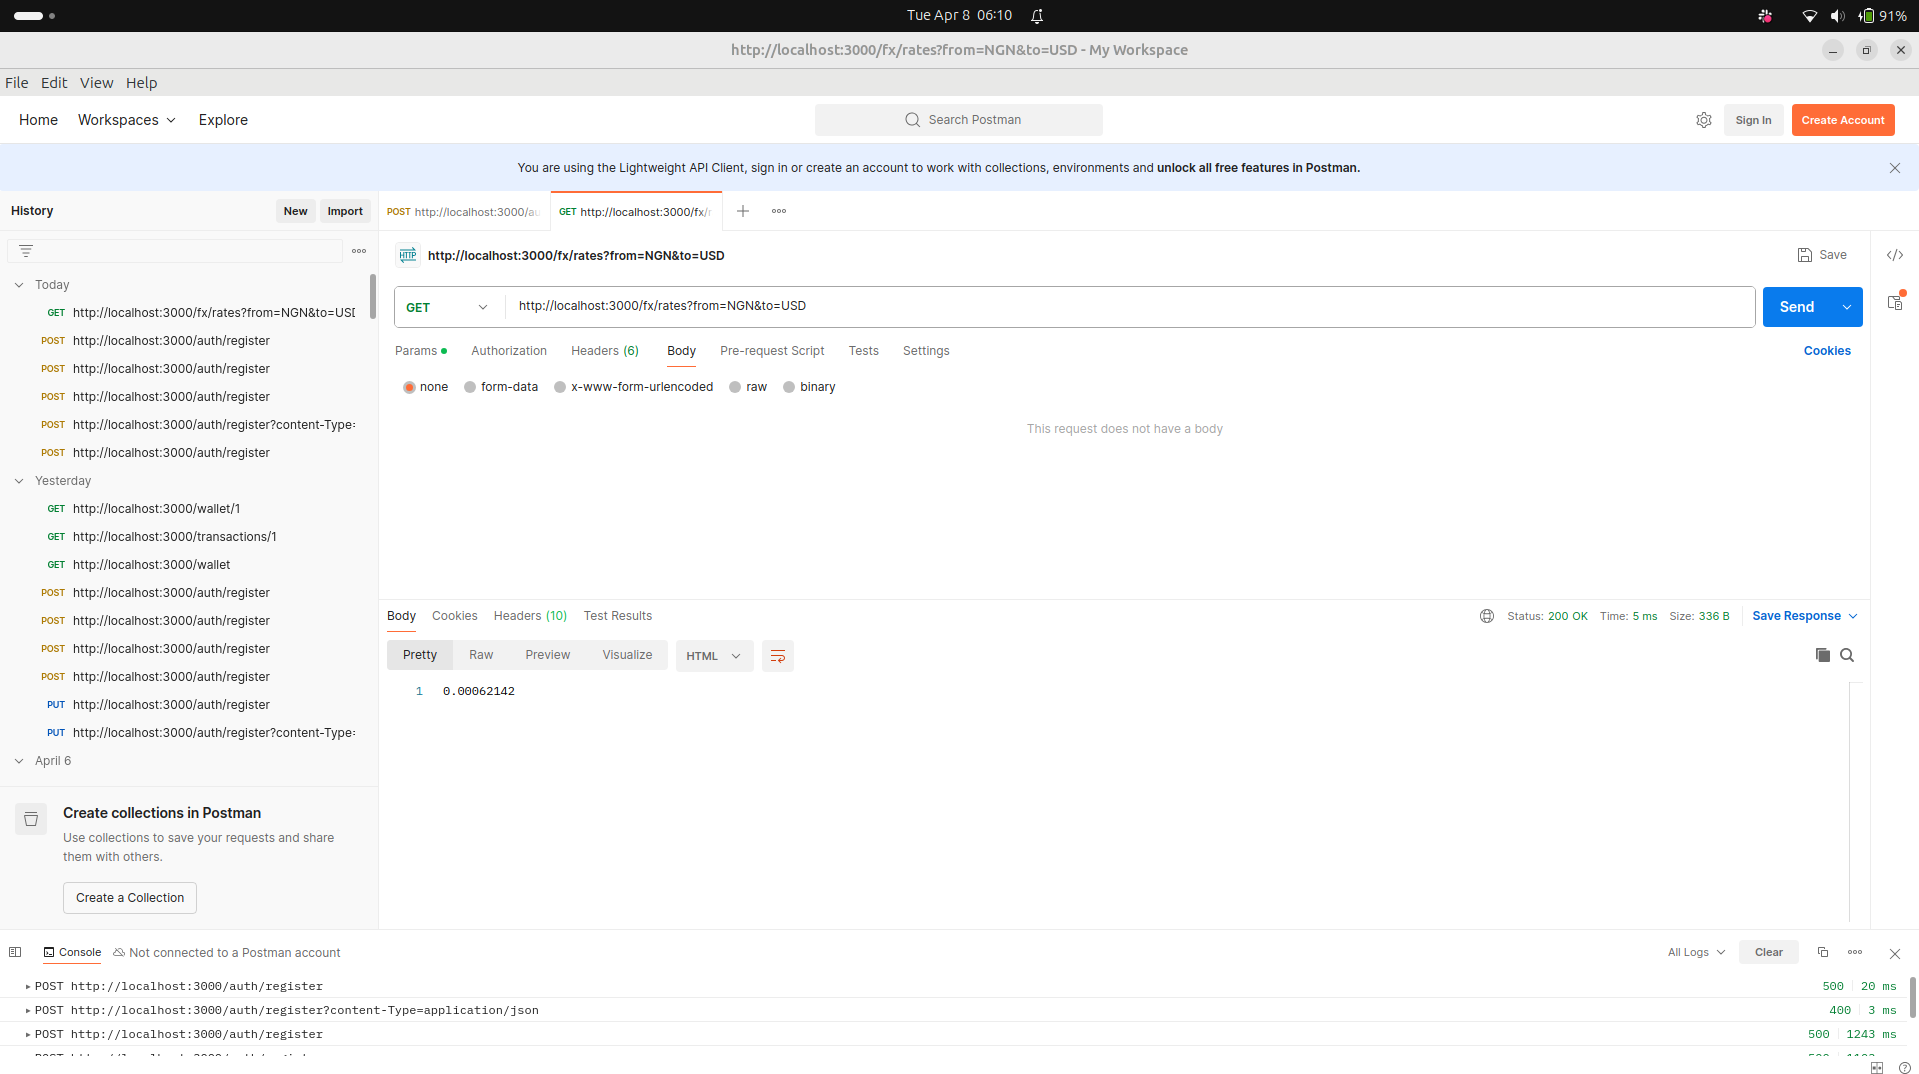 Tue Apr 8 06:10
91%
http://localhost:3000/fx/rates?from=NGN&to=USD - My Workspace
File Edit View Help
Home Workspaces Explore
Search Postman
Sign In
Create Account
You are using the Lightweight API Client, sign in or create an account to work with collections, environments and unlock all free features in Postman.
History
New
Import
POST http://localhost:3000/au
GET http://localhost:3000/fx/r
Today
GET http://localhost:3000/fx/rates?from=NGN&to=USD
POST http://localhost:3000/auth/register
POST http://localhost:3000/auth/register
POST http://localhost:3000/auth/register
POST http://localhost:3000/auth/register?content-Type=
POST http://localhost:3000/auth/register
Yesterday
GET http://localhost:3000/wallet/1
GET http://localhost:3000/transactions/1
GET http://localhost:3000/wallet
POST http://localhost:3000/auth/register
POST http://localhost:3000/auth/register
POST http://localhost:3000/auth/register
POST http://localhost:3000/auth/register
PUT http://localhost:3000/auth/register
PUT http://localhost:3000/auth/register?content-Type=
April 6
Create collections in Postman
Use collections to save your requests and share
them with others.
Create a Collection
HTTP http://localhost:3000/fx/rates?from=NGN&to=USD
Save
GET http://localhost:3000/fx/rates?from=NGN&to=USD
Send
Params Authorization Headers (6) Body Pre-request Script Tests Settings
Cookies
none form-data x-www-form-urlencoded raw binary
This request does not have a body
Body Cookies Headers (10) Test Results
Status: 200 OK Time: 5 ms Size: 336 B Save Response
Pretty Raw Preview Visualize HTML
1 0.00062142
Console Not connected to a Postman account
All Logs Clear
POST http://localhost:3000/auth/register 500 20 ms
POST http://localhost:3000/auth/register?content-Type=application/json 400 3 ms
POST http://localhost:3000/auth/register 500 1243 ms